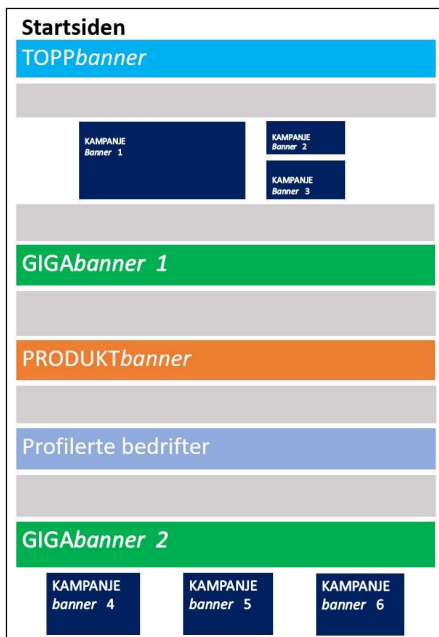 Startsiden
TOPPbanner
KAMPANJE
Banner 1
KAMPANJE
Banner 2
KAMPANJE
Banner 3
GIGAbanner 1
PRODUKTbanner
Profilerte bedrifter
GIGAbanner 2
KAMPANJE
banner 4
KAMPANJE
banner 5
KAMPANJE
banner 6